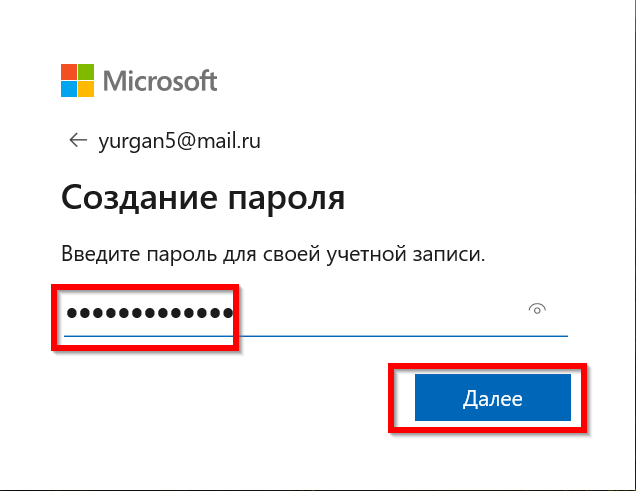 Microsoft
← yurgan5@mail.ru
Создание пароля
Введите пароль для своей учетной записи.
●●●●●●●●●●●●●
Далее